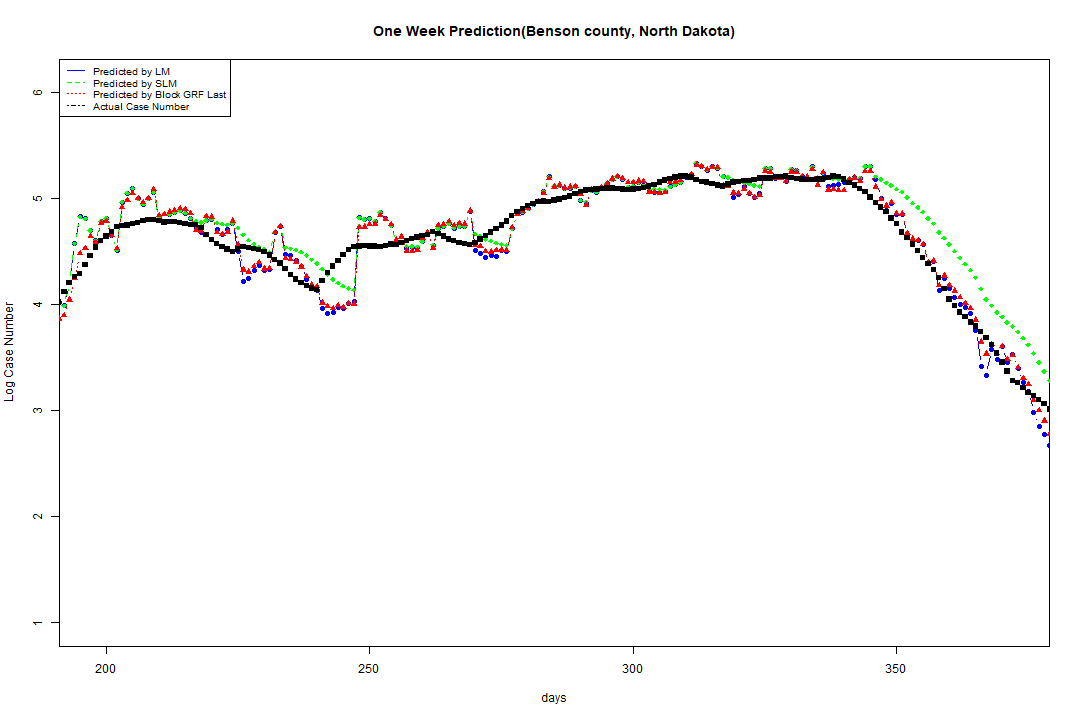 One Week Prediction(Benson county, North Dakota)
Predicted by LM
Predicted by SLM
Predicted by Block GRF Last
Actual Case Number
6
5
4
3
2
1
Log Case Number
200 250 300 350
days